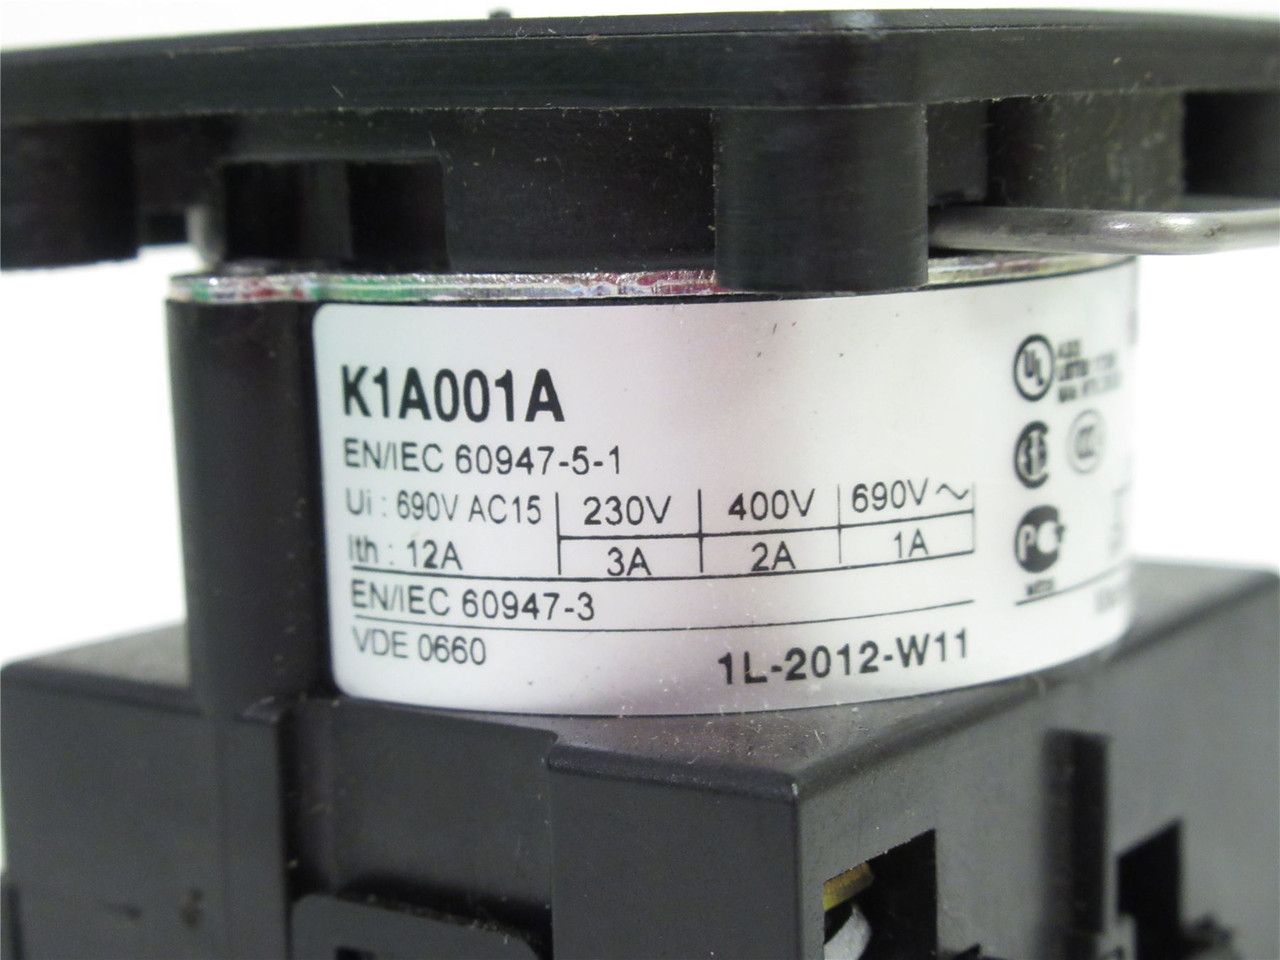 K1A001A
EN/IEC 60947-5-1
Ui : 690V AC15 230V 400V 690V ~
Ith : 12A 3A 2A 1A
EN/IEC 60947-3
VDE 0660
1L-2012-W11
UL